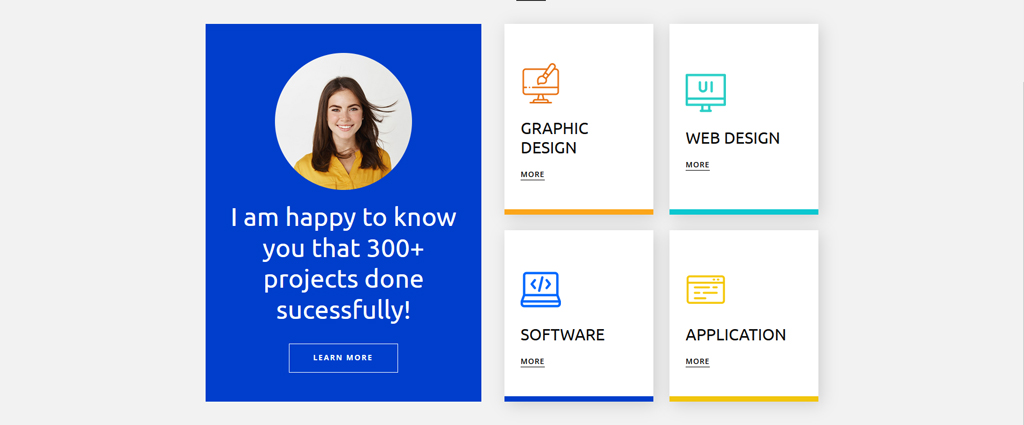 I am happy to know
you that 300+
projects done
sucessfully!
LEARN MORE
GRAPHIC
DESIGN
MORE
UI
WEB DESIGN
MORE
SOFTWARE
MORE
APPLICATION
MORE